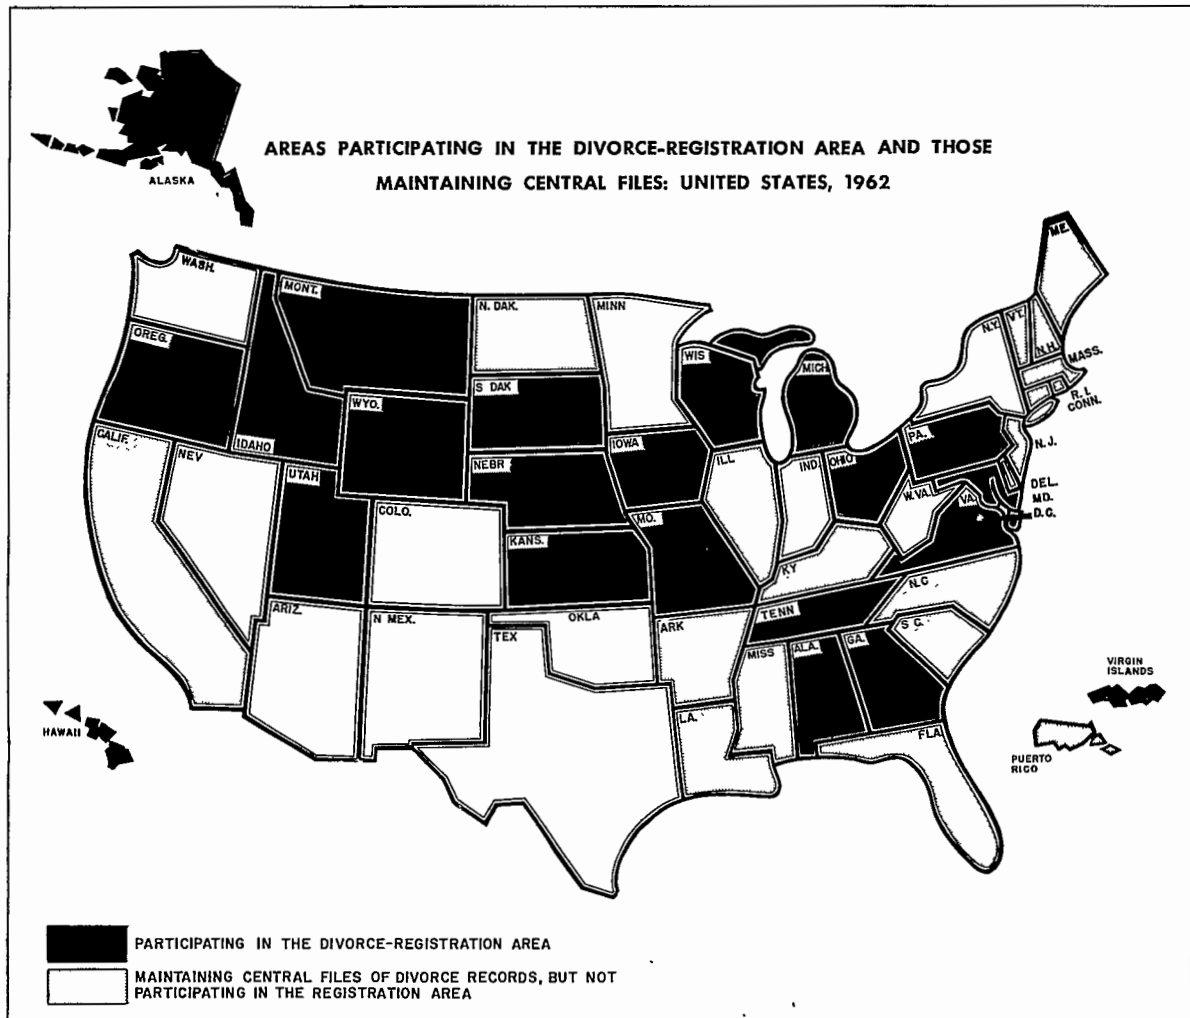 AREAS PARTICIPATING IN THE DIVORCE-REGISTRATION AREA AND THOSE
MAINTAINING CENTRAL FILES: UNITED STATES, 1962
ALASKA
WASH.
MONT.
N. DAK.
MINN
ME.
OREG.
IDAHO
WYO.
S DAK
WIS
MICH
N.Y.
VT.
N.H.
MASS.
R. I.
CONN.
CALIF.
NEV
UTAH
NEBR
IOWA
ILL
IND.
OHIO
PA.
N. J.
DEL.
MD.
D.C.
COLO.
KANS.
MO.
W.VA.
VA.
KY
N.C
ARIZ.
N MEX.
OKLA
ARK
TENN
S C.
TEX
MISS
ALA.
GA.
LA.
FLA
HAWAII
VIRGIN
ISLANDS
PUERTO
RICO
PARTICIPATING IN THE DIVORCE-REGISTRATION AREA
MAINTAINING CENTRAL FILES OF DIVORCE RECORDS, BUT NOT
PARTICIPATING IN THE REGISTRATION AREA